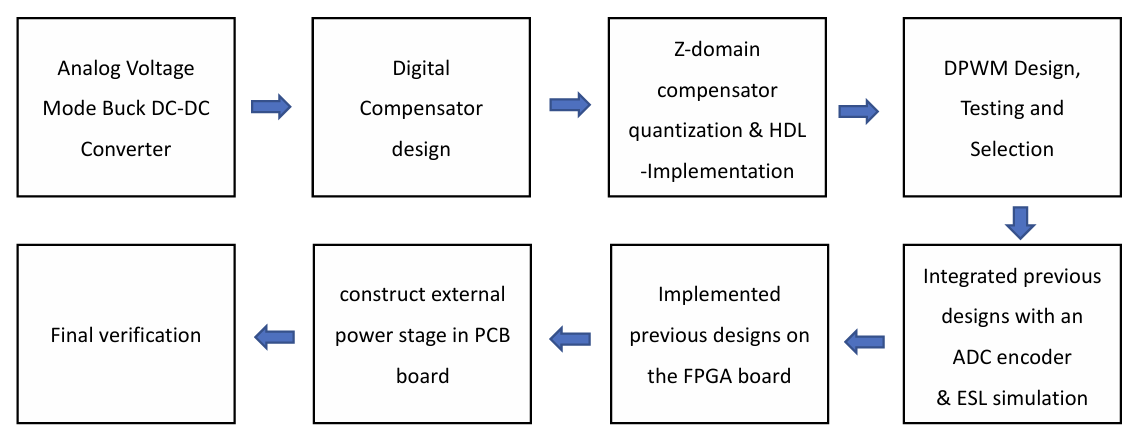 Analog Voltage
Mode Buck DC-DC
Converter
Digital
Compensator
design
Z-domain
compensator
quantization & HDL
-Implementation
DPWM Design,
Testing and
Selection
Integrated previous
designs with an
ADC encoder
& ESL simulation
Implemented
previous designs on
the FPGA board
construct external
power stage in PCB
board
Final verification